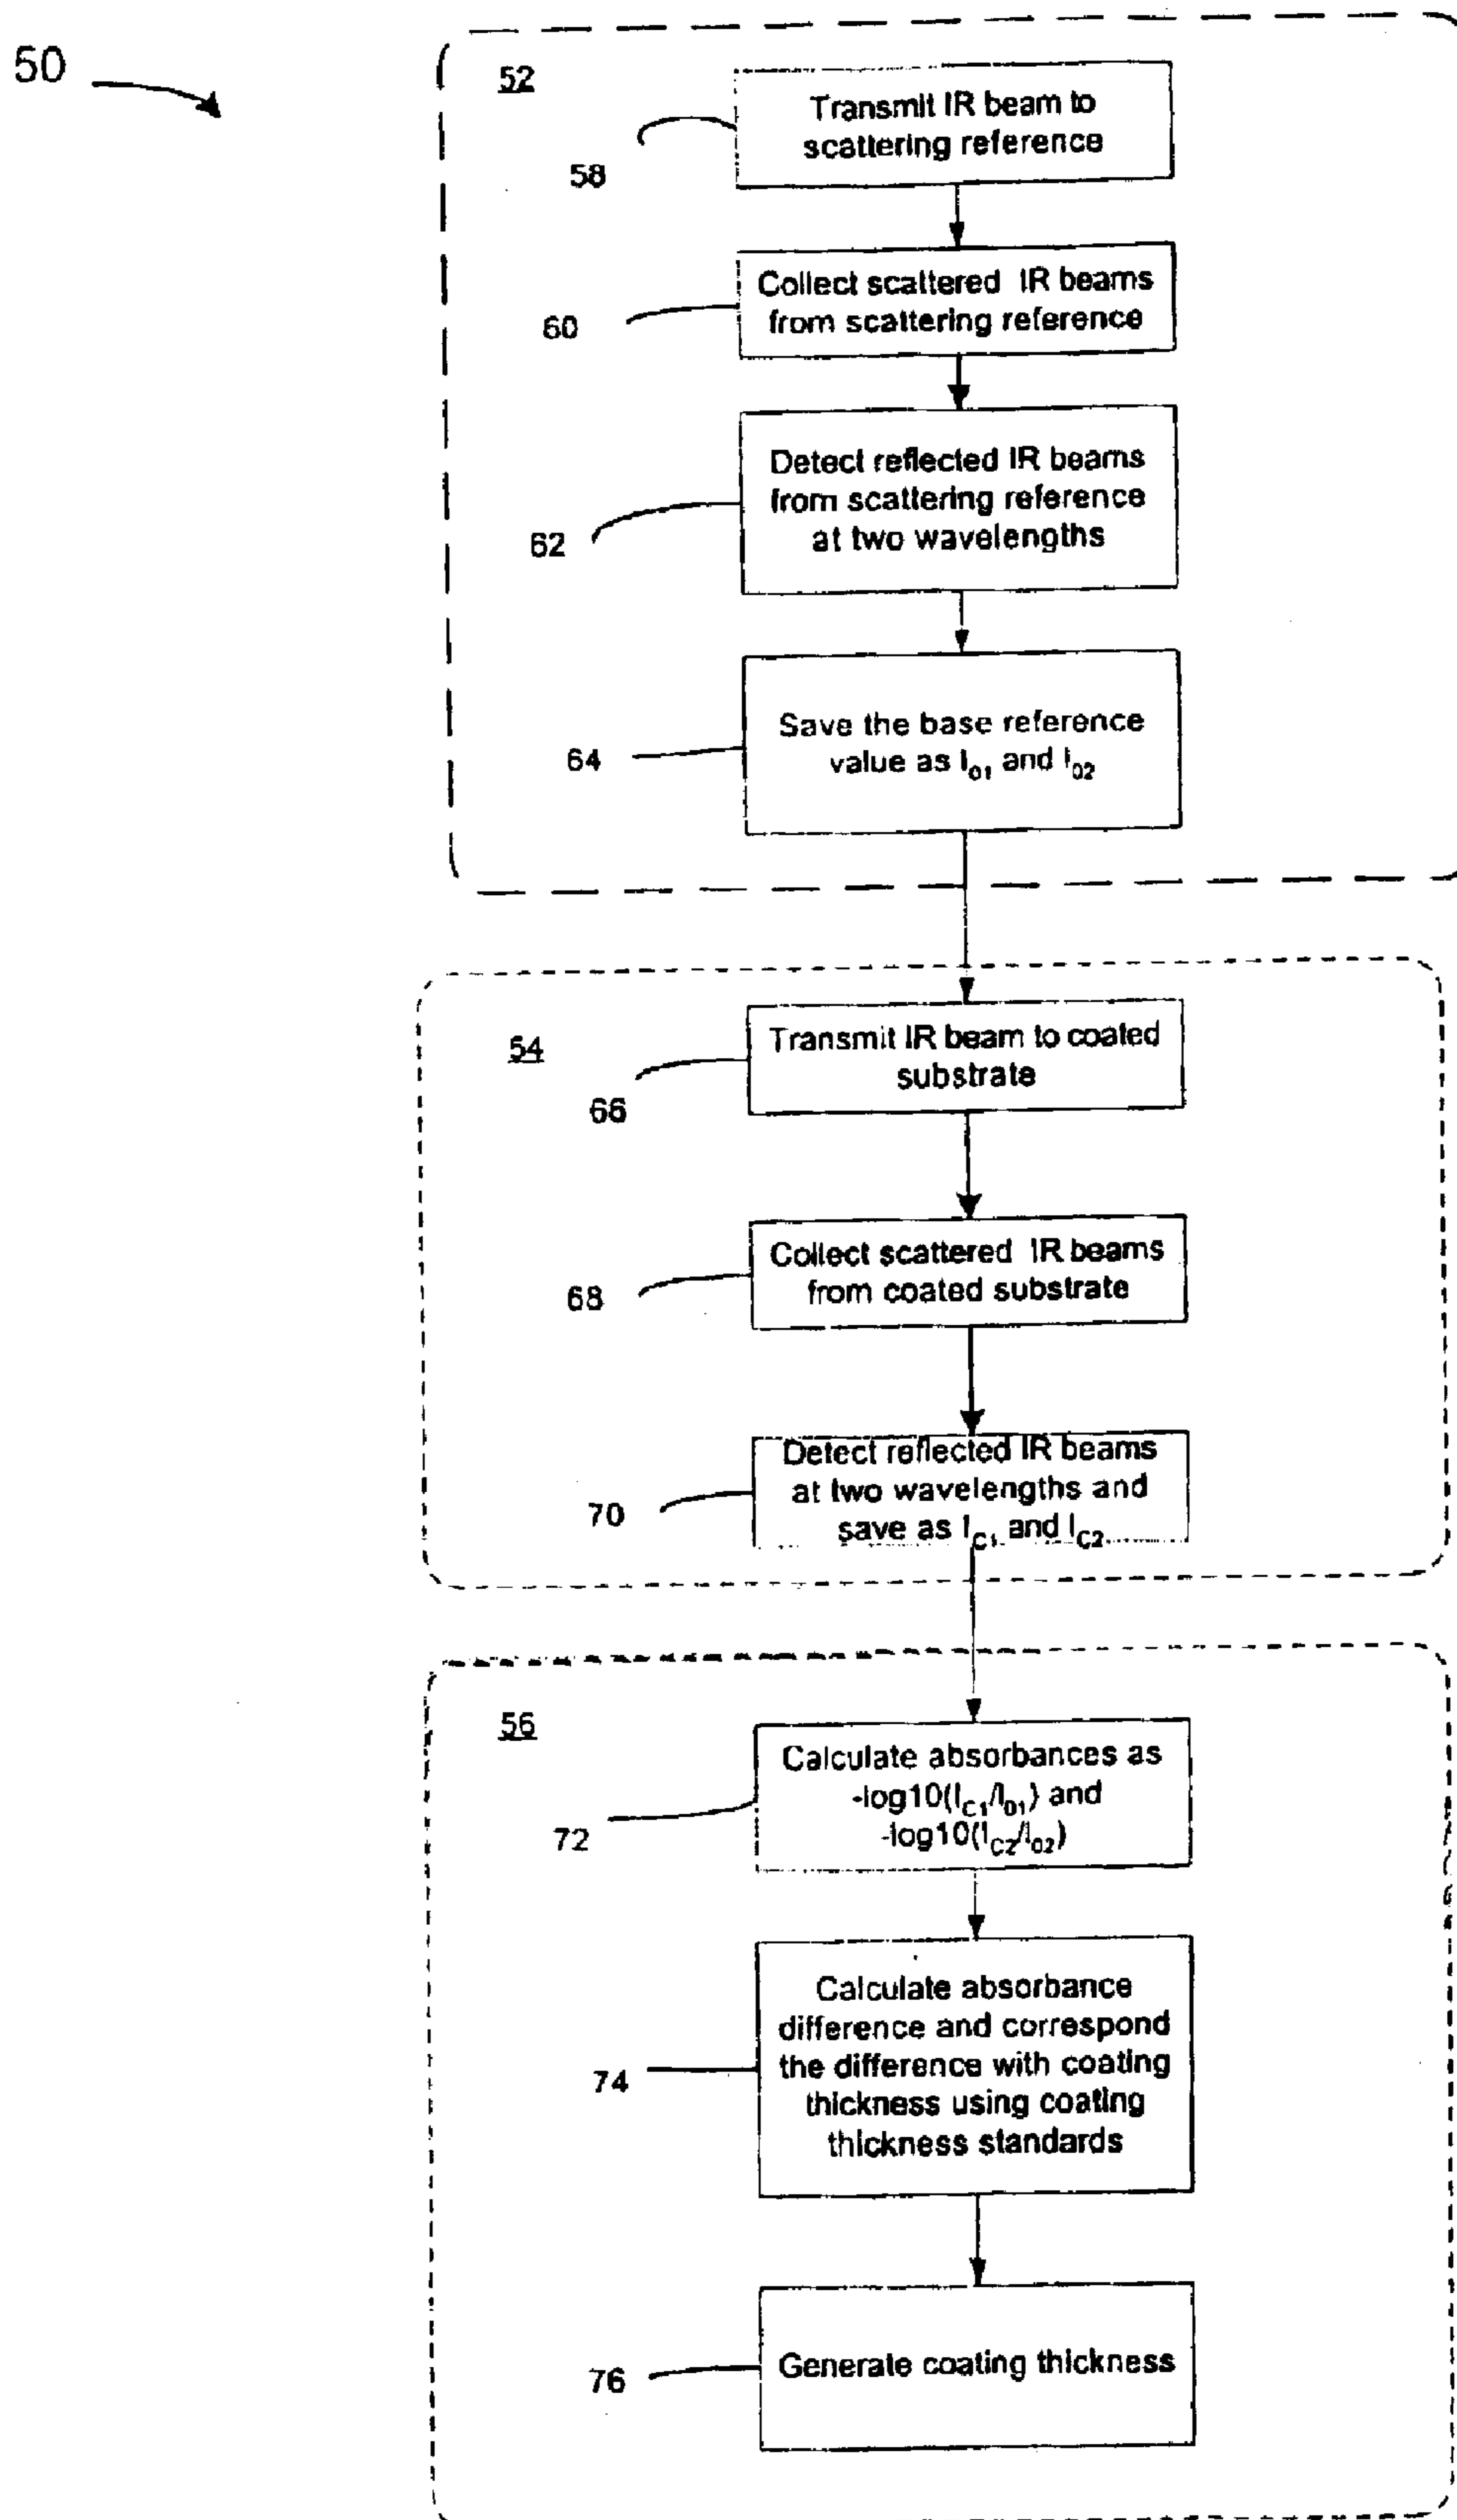 50
52
Transmit IR beam to
scattering reference
58
Collect scattered IR beams
from scattering reference
60
Detect reflected IR beams
from scattering reference
at two wavelengths
62
Save the base reference
value as I01 and I02
64
54
Transmit IR beam to coated
substrate
66
Collect scattered IR beams
from coated substrate
68
Detect reflected IR beams
at two wavelengths and
save as IC1 and IC2
70
56
Calculate absorbances as
-log10(IC1/I01) and
-log10(IC2/I02)
72
Calculate absorbance
difference and correspond
the difference with coating
thickness using coating
thickness standards
74
Generate coating thickness
76